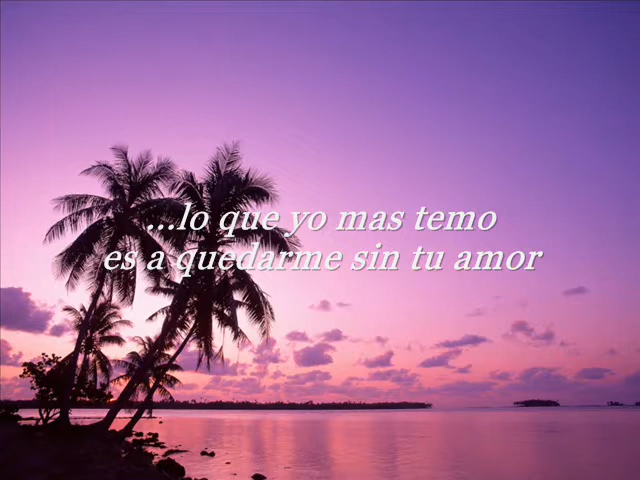 ...lo que yo mas temo
es a quedarme sin tu amor